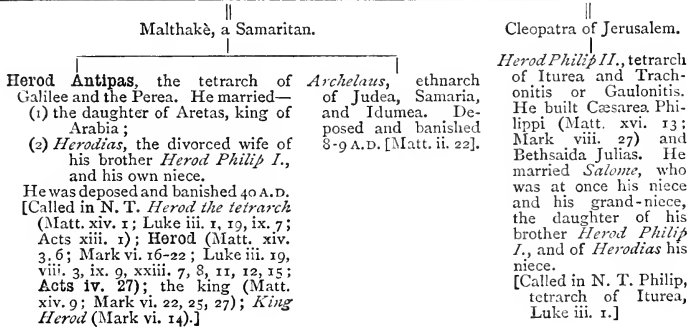 Malthakè, a Samaritan.
Herod Antipas, the tetrarch of
Galilee and the Perea. He married—
(1) the daughter of Aretas, king of
Arabia;
(2) Herodias, the divorced wife of
his brother Herod Philip I.,
and his own niece.
He was deposed and banished 40 A.D.
[Called in N. T. Herod the tetrarch
(Matt. xiv. 1; Luke iii. 1, 19, ix. 7;
Acts xiii. 1); Herod (Matt. xiv.
3, 6; Mark vi. 16-22; Luke iii. 19,
viii. 3, ix. 9, xxiii. 7, 8, 11, 12, 15;
Acts iv. 27); the king (Matt.
xiv. 9; Mark vi. 22, 25, 27); King
Herod (Mark vi. 14).]
Archelaus, ethnarch
of Judea, Samaria,
and Idumea. De-
posed and banished
8-9 A.D. [Matt. ii. 22].
Cleopatra of Jerusalem.
Herod Philip II., tetrarch
of Iturea and Trach-
onitis or Gaulonitis.
He built Cæsarea Phi-
lippi (Matt. xvi. 13;
Mark viii. 27) and
Bethsaida Julias. He
married Salome, who
was at once his niece
and his grand-niece,
the daughter of his
brother Herod Philip
I., and of Herodias his
niece.
[Called in N. T. Philip,
tetrarch of Iturea,
Luke iii. 1.]